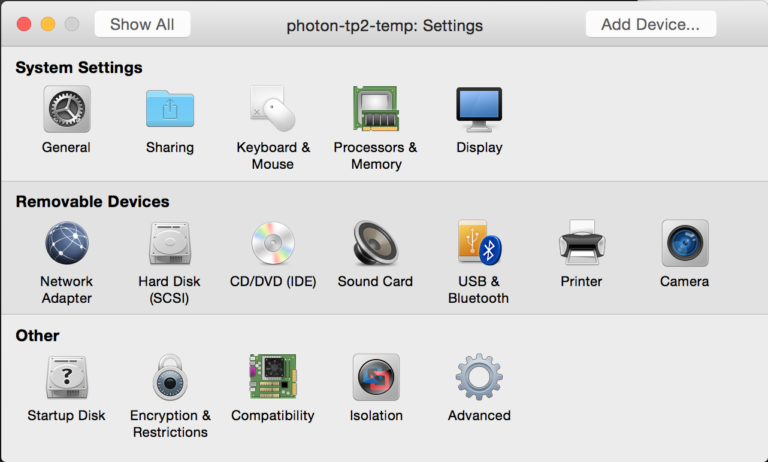 Show All
photon-tp2-temp: Settings
Add Device...
System Settings
General
Sharing
Keyboard &
Mouse
Processors &
Memory
Display
Removable Devices
Network
Adapter
Hard Disk
(SCSI)
CD/DVD (IDE)
Sound Card
USB &
Bluetooth
Printer
Camera
Other
?
Startup Disk
Encryption &
Restrictions
Compatibility
Isolation
Advanced